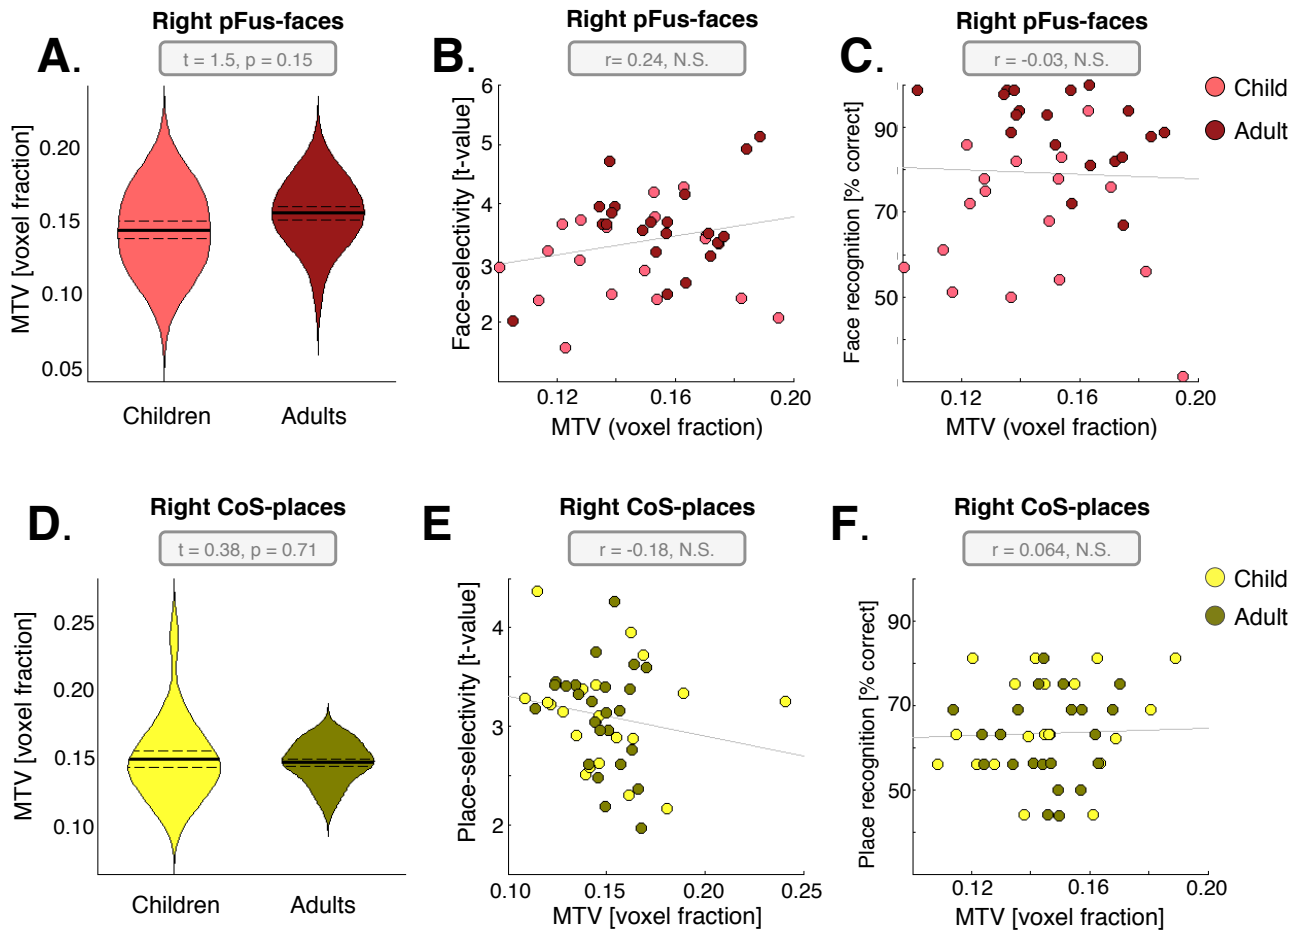 A.
Right pFus-faces
t = 1.5, p = 0.15
MTV [voxel fraction]
0.20
0.15
0.10
0.05
Children
Adults
B.
Right pFus-faces
r= 0.24, N.S.
Face-selectivity [t-value]
6
5
4
3
2
0.12
0.16
0.20
MTV (voxel fraction)
C.
Right pFus-faces
r = -0.03, N.S.
Face recognition [% correct]
90
70
50
0.12
0.16
0.20
MTV (voxel fraction)
Child
Adult
D.
Right CoS-places
t = 0.38, p = 0.71
MTV [voxel fraction]
0.25
0.20
0.15
0.10
Children
Adults
E
Right CoS-places
r = -0.18, N.S.
Place-selectivity [t-value]
4
3
2
0.10
0.15
0.20
0.25
MTV [voxel fraction]
F.
Right CoS-places
r = 0.064, N.S.
Place recognition [% correct]
90
70
50
0.12
0.16
0.20
MTV [voxel fraction]
Child
Adult